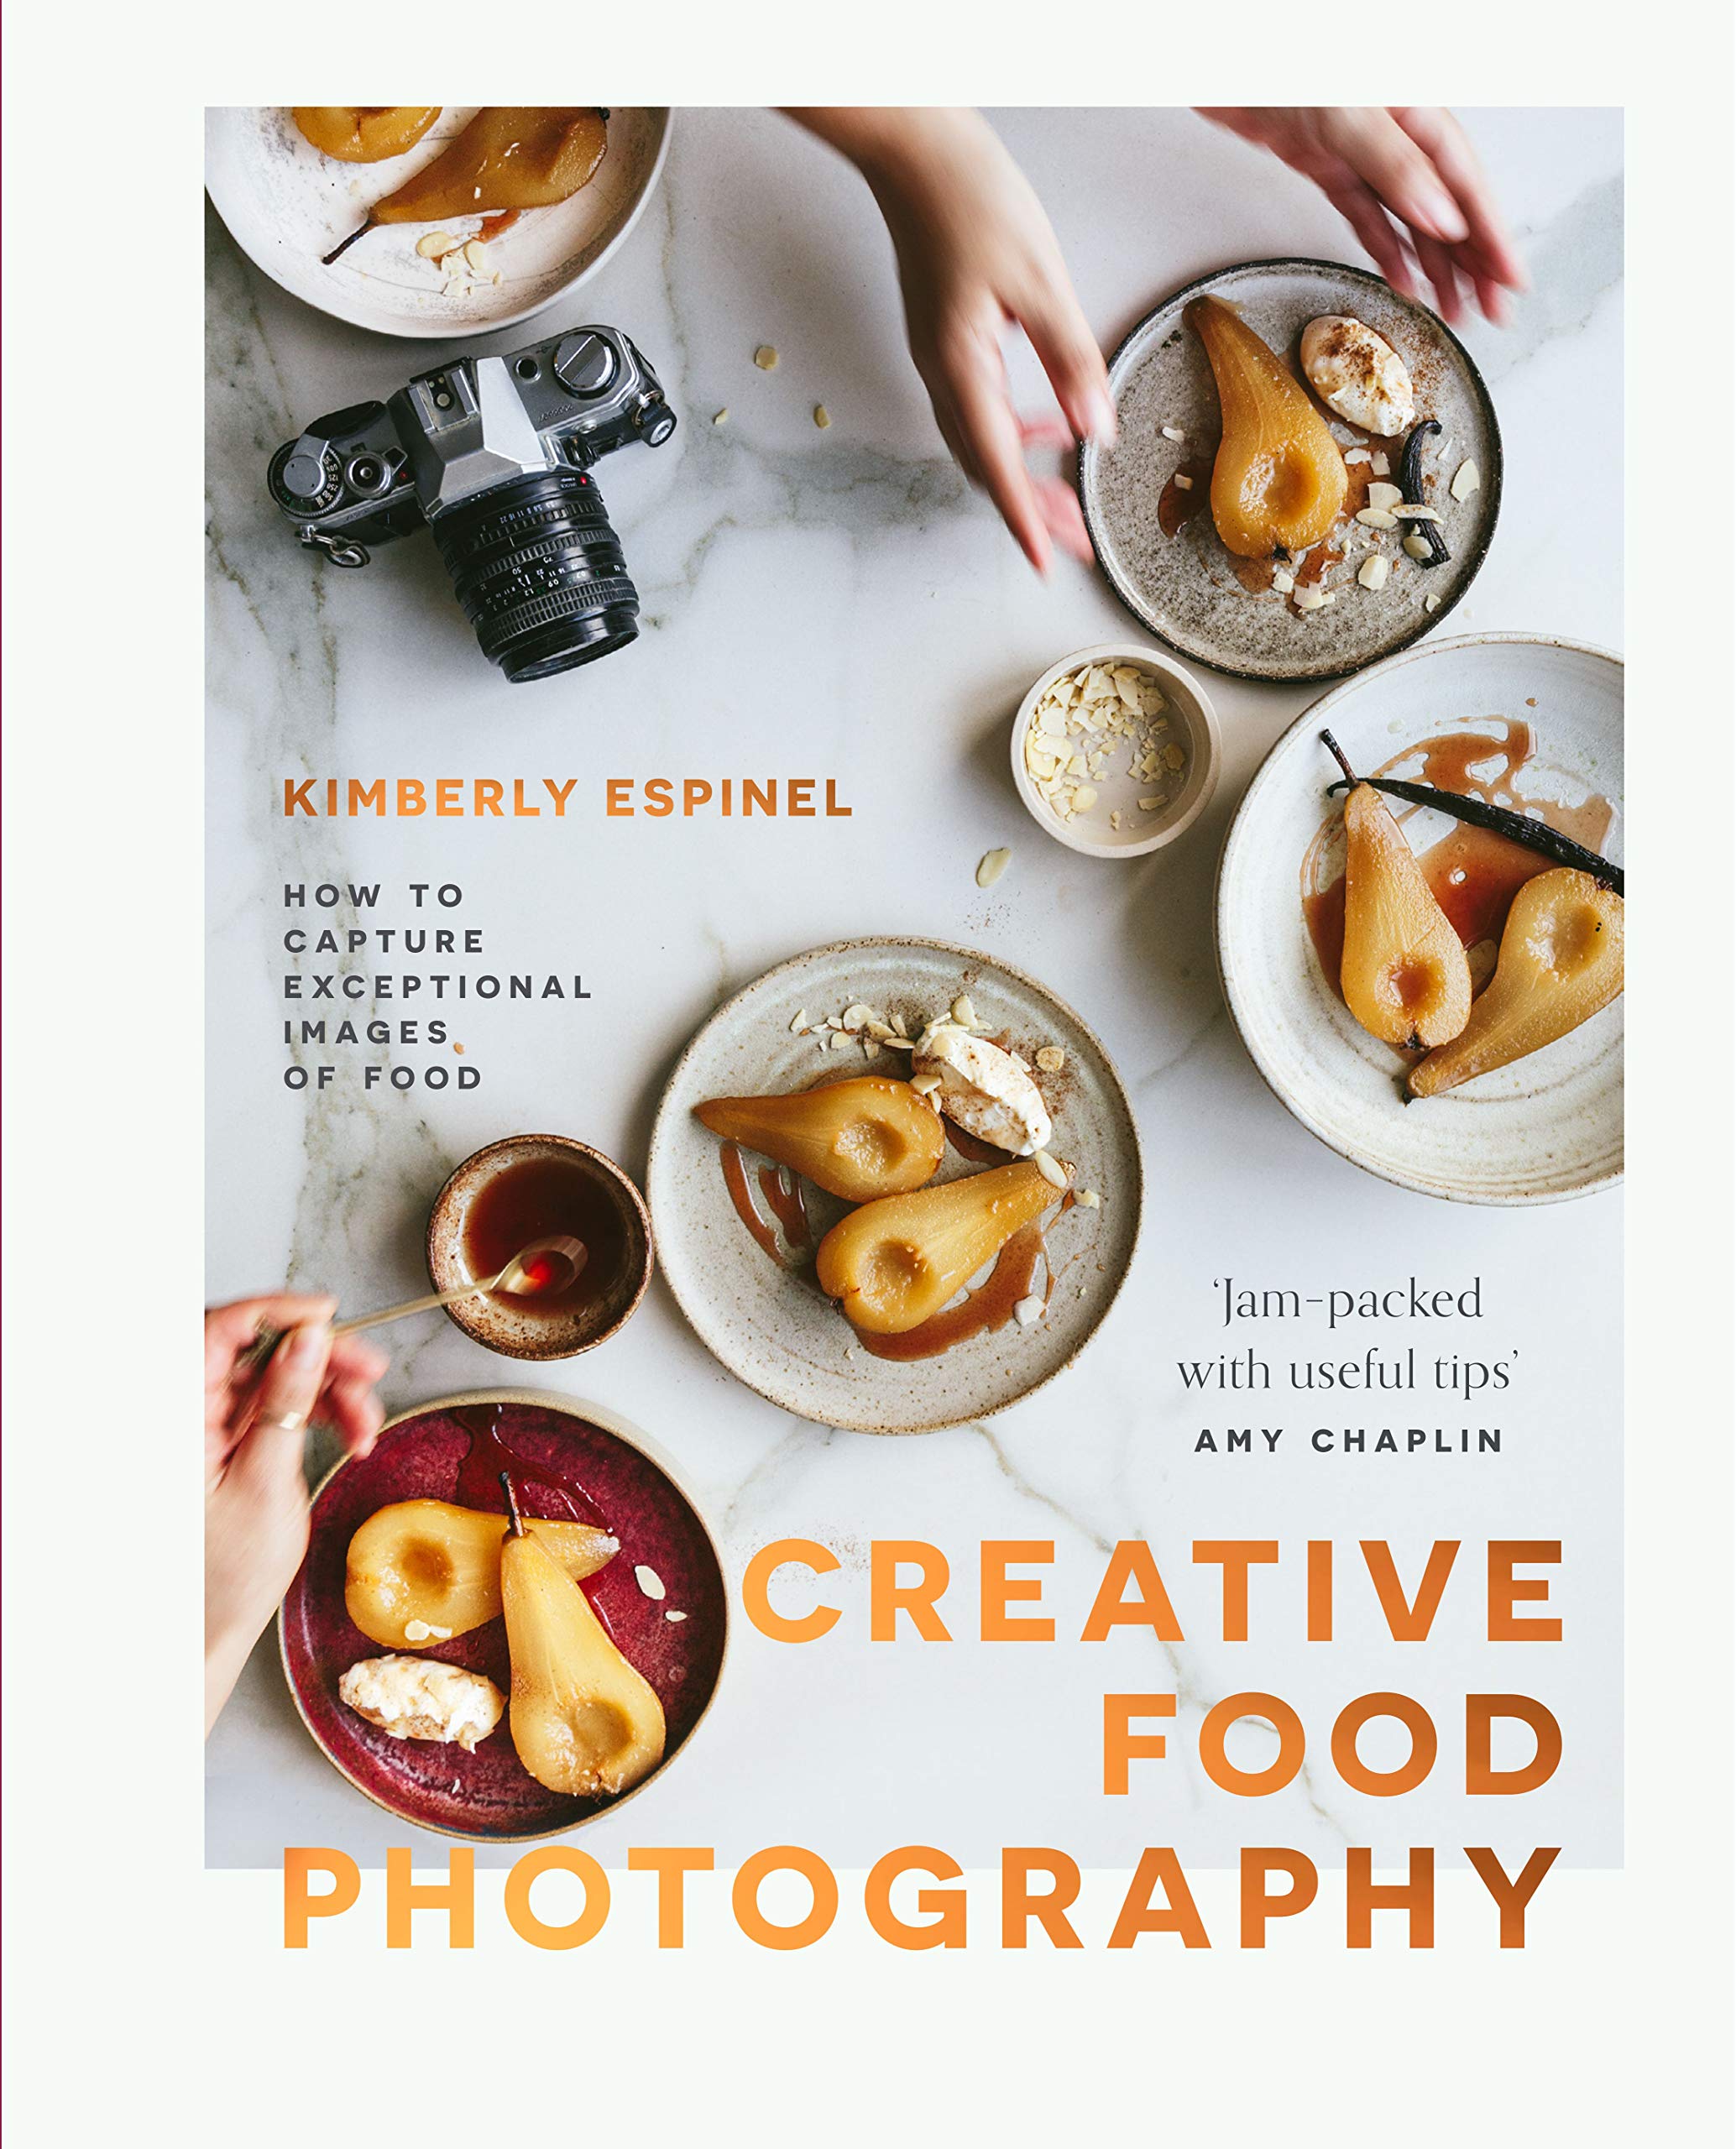 KIMBERLY ESPINEL
HOW TO
CAPTURE
EXCEPTIONAL
IMAGES
OF FOOD
‘Jam-packed
with useful tips’
AMY CHAPLIN
CREATIVE
FOOD
PHOTOGRAPHY